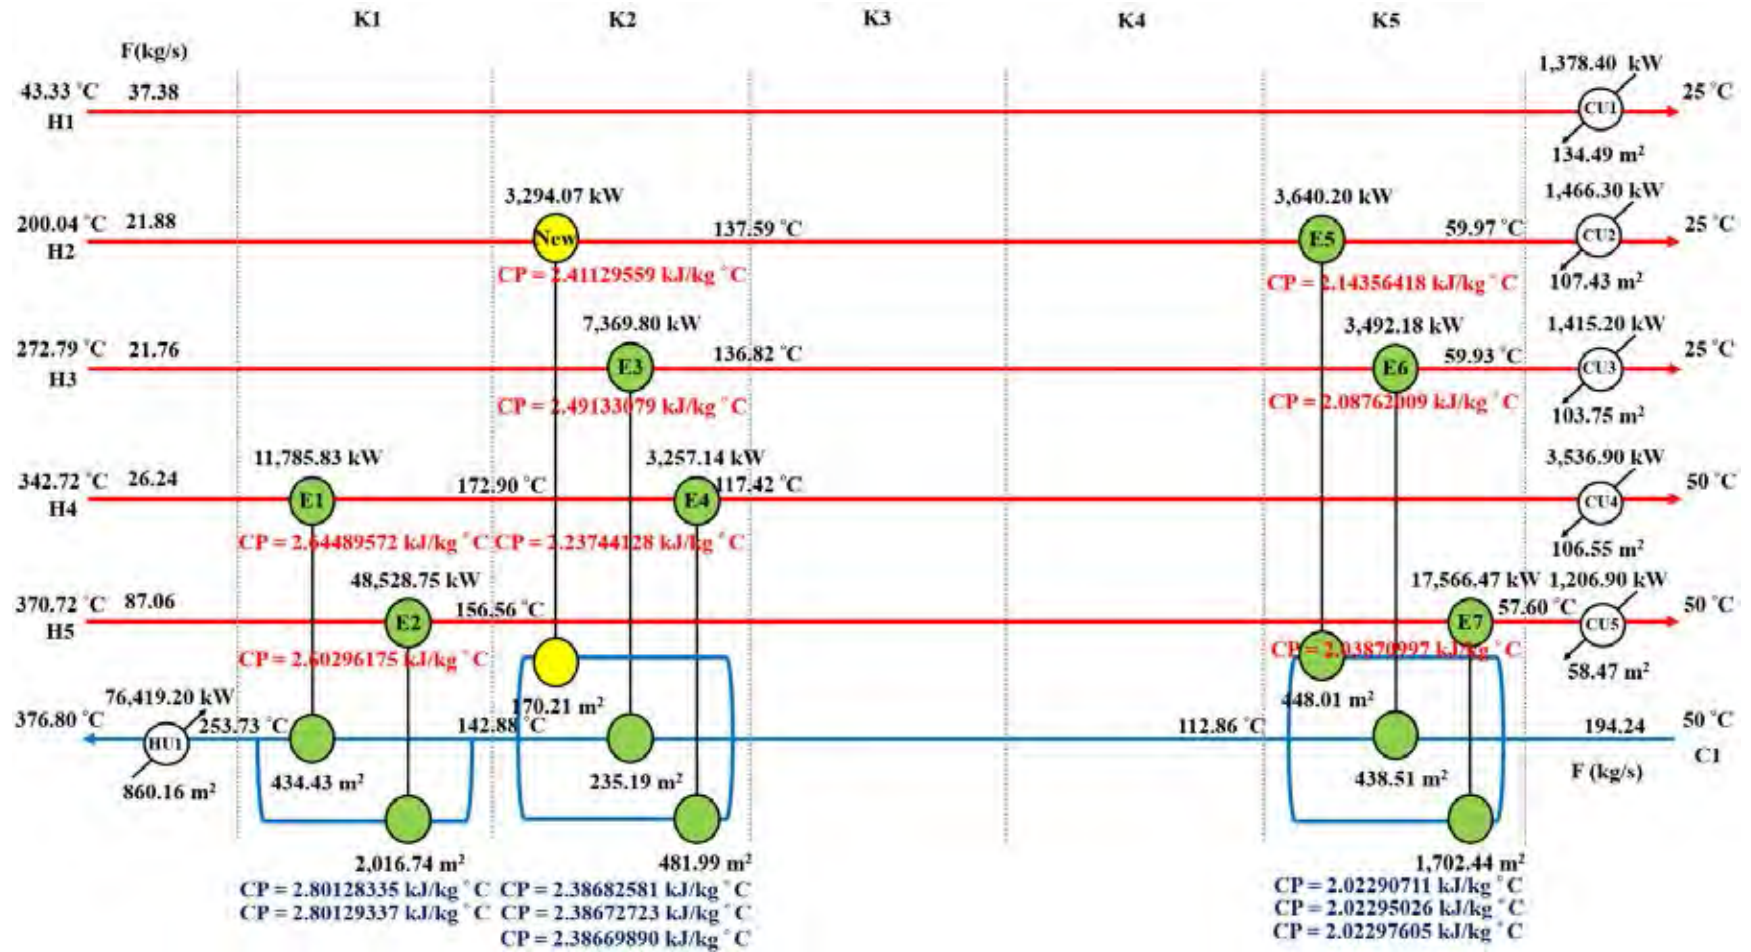 K1 K2 K3 K4 K5
F(kg/s)
1,378.40 kW
43.33 °C 37.38 25 °C
H1 CU1
134.49 m²
3,294.07 kW 3,640.20 kW 1,466.30 kW
200.04 °C 21.88 137.59 °C 59.97 °C 25 °C
H2 New E5 CU2
CP = 2.41129559 kJ/kg °C CP = 2.14356418 kJ/kg °C 107.43 m²
7,369.80 kW 3,492.18 kW 1,415.20 kW
272.79 °C 21.76 136.82 °C 59.93 °C 25 °C
H3 E3 E6 CU3
CP = 2.49133079 kJ/kg °C CP = 2.08762009 kJ/kg °C 103.75 m²
11,785.83 kW 3,257.14 kW 3,536.90 kW
342.72 °C 26.24 172.90 °C 117.42 °C 50 °C
H4 E1 E4 CU4
CP = 2.64489572 kJ/kg °C CP = 2.23744128 kJ/kg °C 106.55 m²
48,528.75 kW 17,566.47 kW 1,206.90 kW
370.72 °C 87.06 156.56 °C 57.60 °C 50 °C
H5 E2 E7 CU5
CP = 2.60296175 kJ/kg °C CP = 2.03870997 kJ/kg °C 58.47 m²
76,419.20 kW 170.21 m² 448.01 m²
376.80 °C 253.73 °C 142.88 °C 112.86 °C 194.24 50 °C
HU1 C1
860.16 m² 434.43 m² 235.19 m² 438.51 m² F (kg/s)
2,016.74 m² 481.99 m² 1,702.44 m²
CP = 2.80128335 kJ/kg °C CP = 2.38682581 kJ/kg °C CP = 2.02290711 kJ/kg °C
CP = 2.80129337 kJ/kg °C CP = 2.38672723 kJ/kg °C CP = 2.02295026 kJ/kg °C
CP = 2.38669890 kJ/kg °C CP = 2.02297605 kJ/kg °C